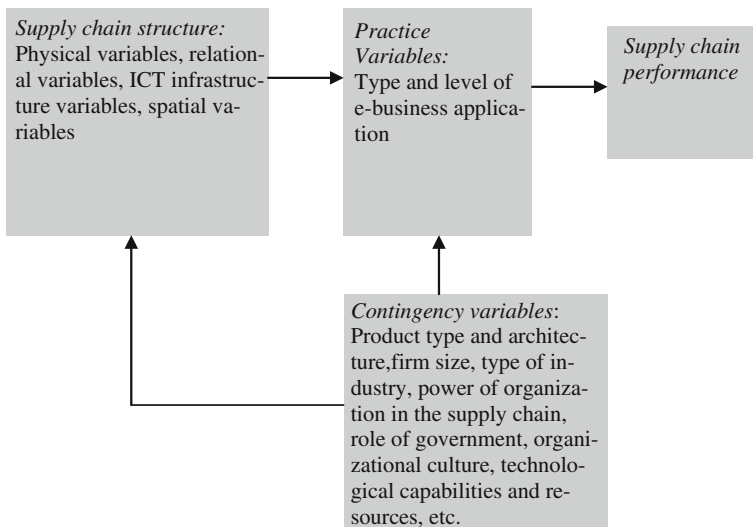 Supply chain structure:
Physical variables, relation-
al variables, ICT infrastruc-
ture variables, spatial va-
riables
Practice
Variables:
Type and level of
e-business applica-
tion
Supply chain
performance
Contingency variables:
Product type and architec-
ture,firm size, type of in-
dustry, power of organiza-
tion in the supply chain,
role of government, organi-
zational culture, technolo-
gical capabilities and re-
sources, etc.